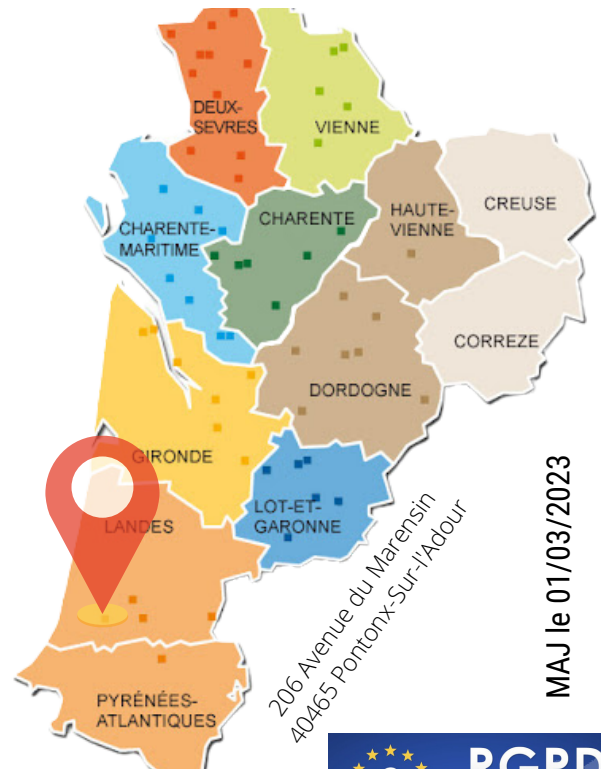 DEUX-
SEVRES
VIENNE
CHARENTE-
MARITIME
CHARENTE
HAUTE-
VIENNE
CREUSE
CORREZE
DORDOGNE
GIRONDE
LOT-ET-
GARONNE
LANDES
PYRÉNÉES-
ATLANTIQUES
206 Avenue du Marensin
40465 Pontonx-Sur-l'Adour
MAJ le 01/03/2023
RGPD